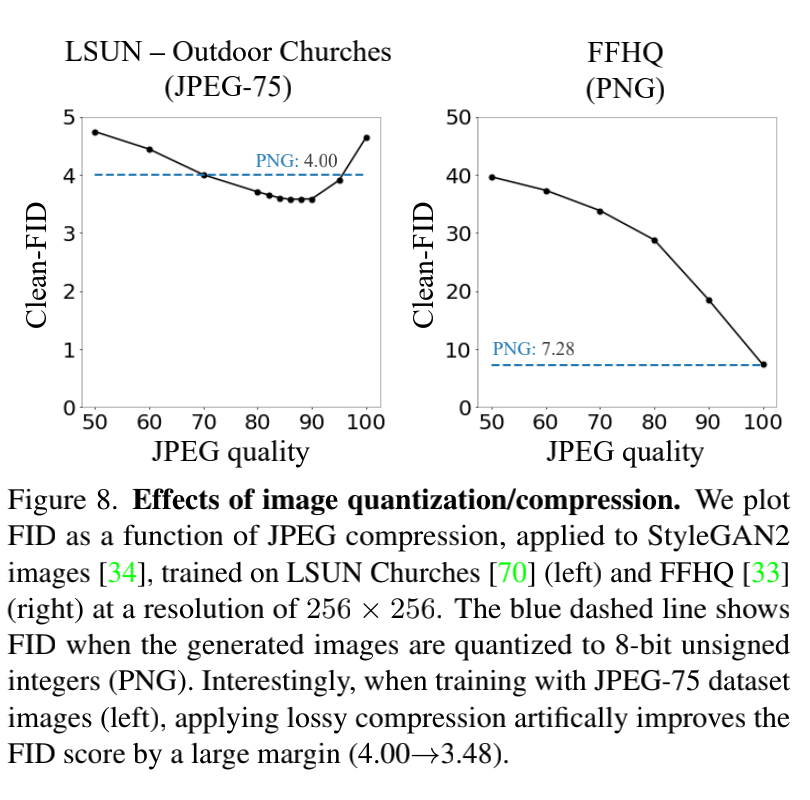 LSUN – Outdoor Churches
(JPEG-75)
FFHQ
(PNG)
5
4
3
2
1
0
Clean-FID
PNG: 4.00
50 60 70 80 90 100
JPEG quality
50
40
30
20
10
0
Clean-FID
PNG: 7.28
50 60 70 80 90 100
JPEG quality
Figure 8. Effects of image quantization/compression. We plot
FID as a function of JPEG compression, applied to StyleGAN2
images [34], trained on LSUN Churches [70] (left) and FFHQ [33]
(right) at a resolution of 256 × 256. The blue dashed line shows
FID when the generated images are quantized to 8-bit unsigned
integers (PNG). Interestingly, when training with JPEG-75 dataset
images (left), applying lossy compression artifically improves the
FID score by a large margin (4.00→3.48).